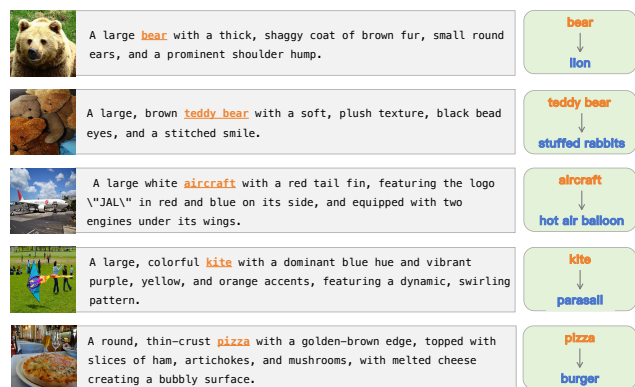 A large bear with a thick, shaggy coat of brown fur, small round
ears, and a prominent shoulder hump.
bear
lion
A large, brown teddy bear with a soft, plush texture, black bead
eyes, and a stitched smile.
teddy bear
stuffed rabbits
A large white aircraft with a red tail fin, featuring the logo
\"JAL\" in red and blue on its side, and equipped with two
engines under its wings.
aircraft
hot air balloon
A large, colorful kite with a dominant blue hue and vibrant
purple, yellow, and orange accents, featuring a dynamic, swirling
pattern.
kite
parasail
A round, thin-crust pizza with a golden-brown edge, topped with
slices of ham, artichokes, and mushrooms, with melted cheese
creating a bubbly surface.
pizza
burger